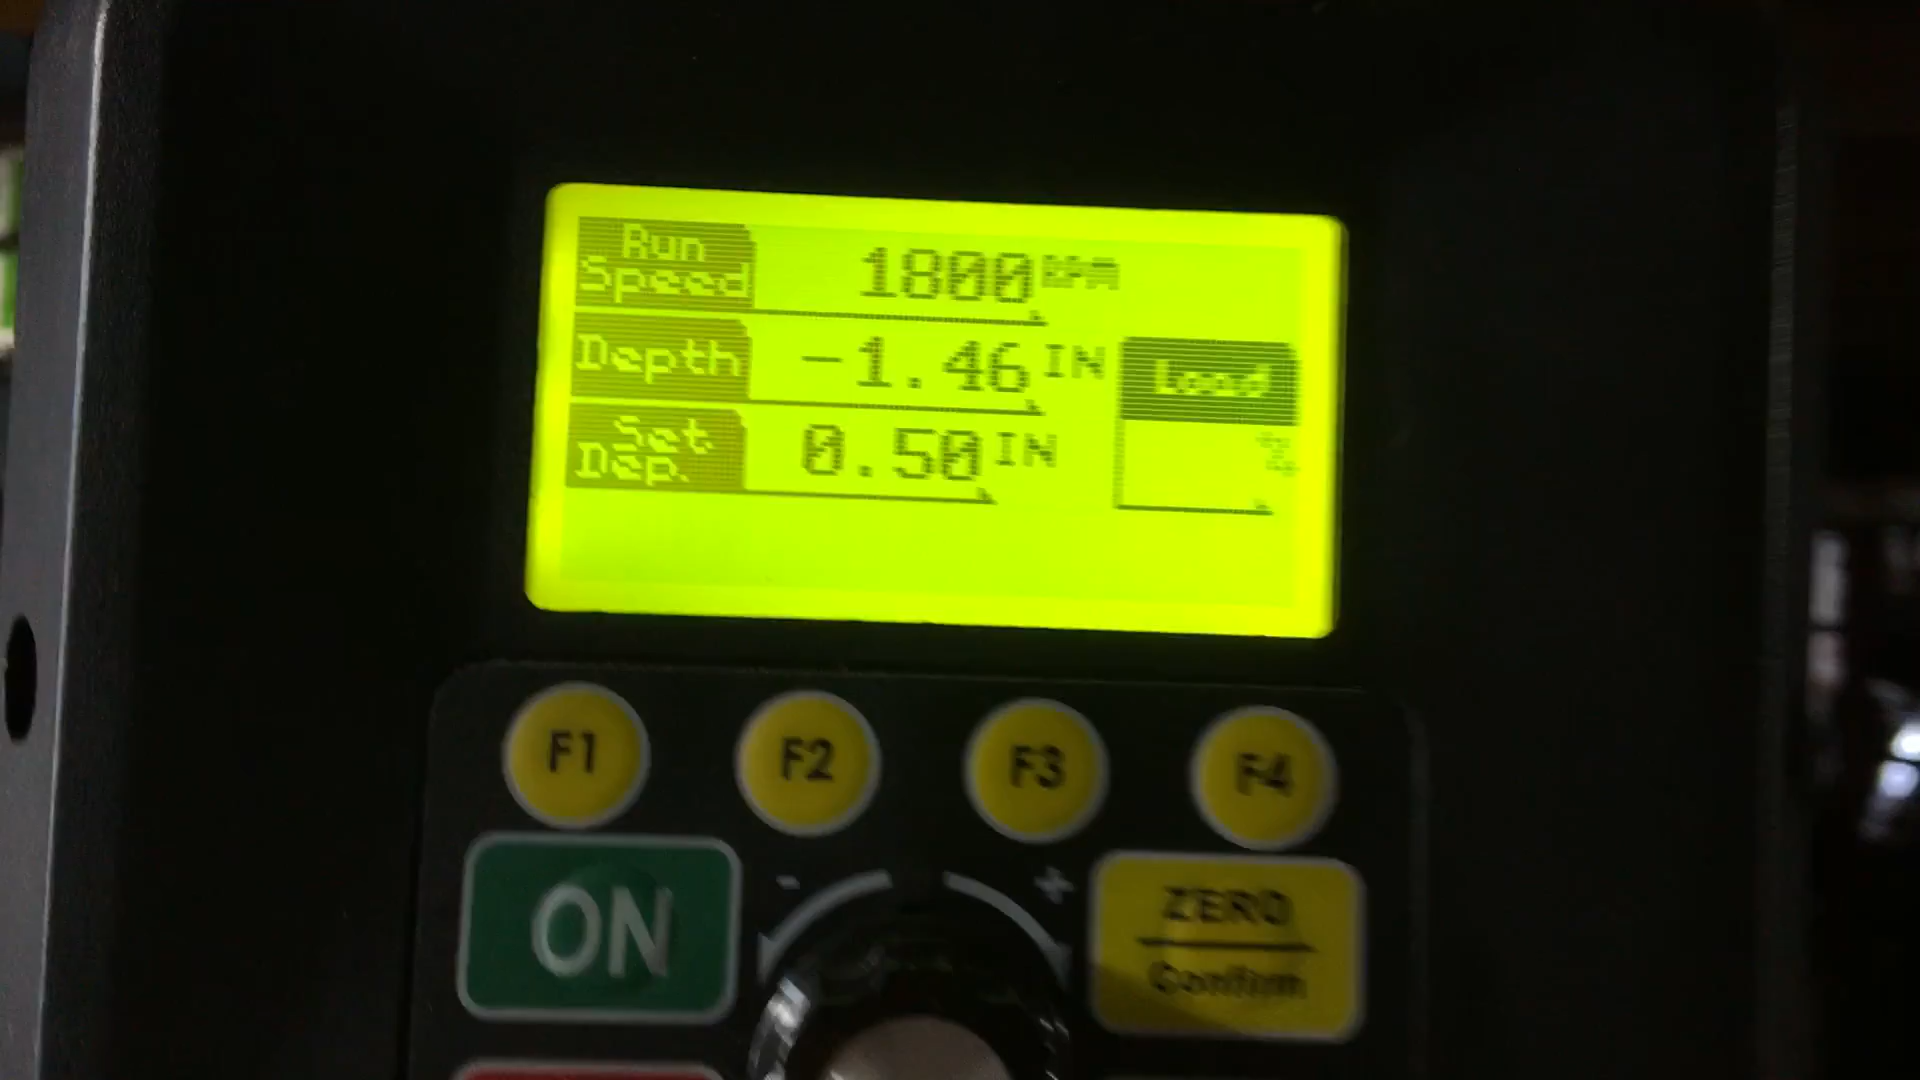 Run
Speed 1800 RPM
Depth -1.46 IN
Load
Set
Dep. 0.50 IN
%
F1 F2 F3 F4
ON
- +
ZERO
Confirm